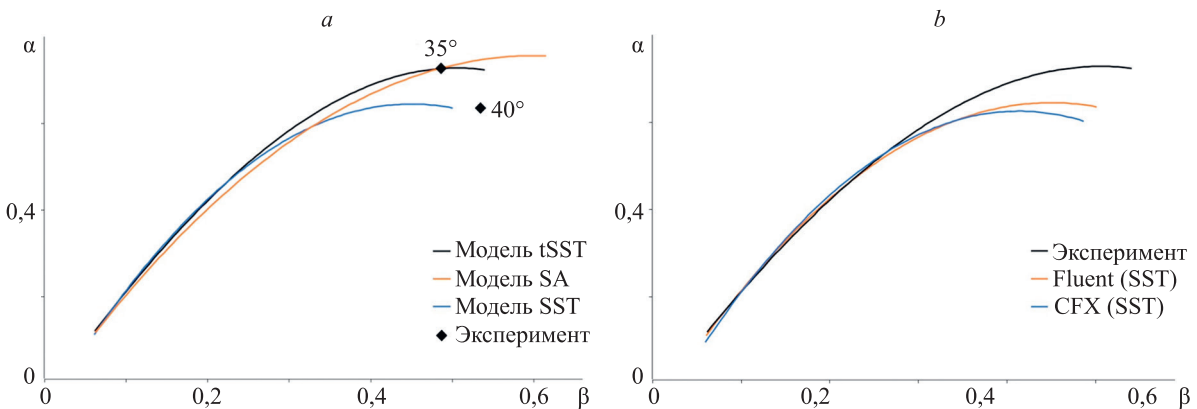 a
α
35°
40°
0,4
Модель tSST
Модель SA
Модель SST
Эксперимент
0
0
0,2
0,4
0,6
β
b
α
0,4
Эксперимент
Fluent (SST)
CFX (SST)
0
0
0,2
0,4
0,6
β